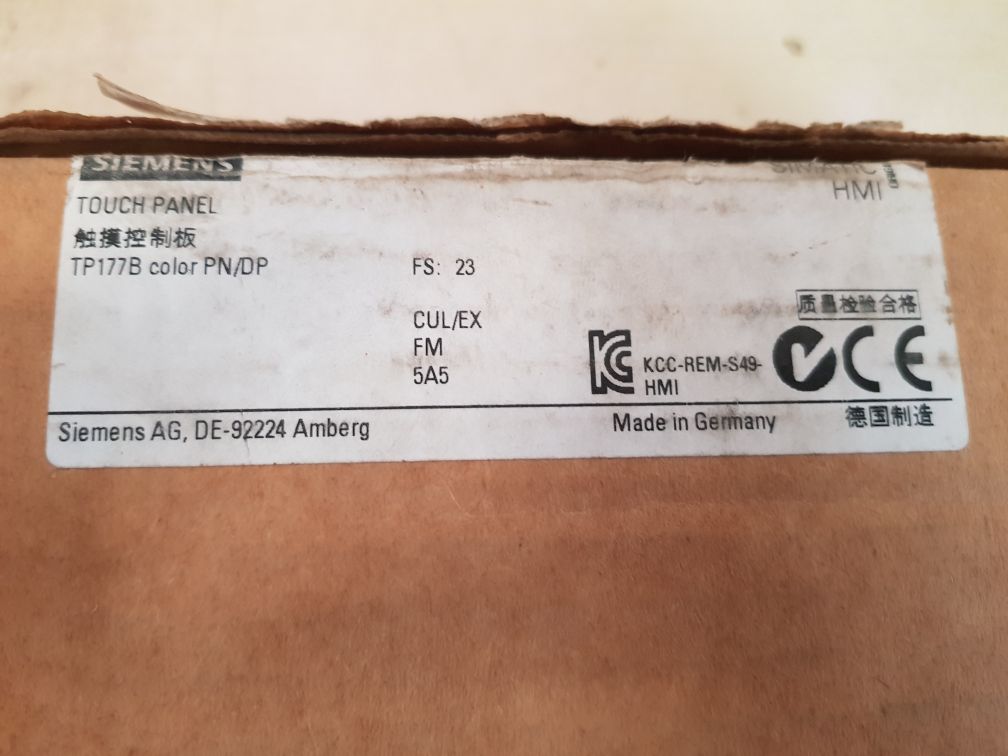 SIEMENS
SIMATIC
HMI
TOUCH PANEL
触摸控制板
TP177B color PN/DP
FS: 23
CUL/EX
FM
5A5
质量检验合格
KCC-REM-S49-
HMI
CE
Siemens AG, DE-92224 Amberg
Made in Germany
德国制造